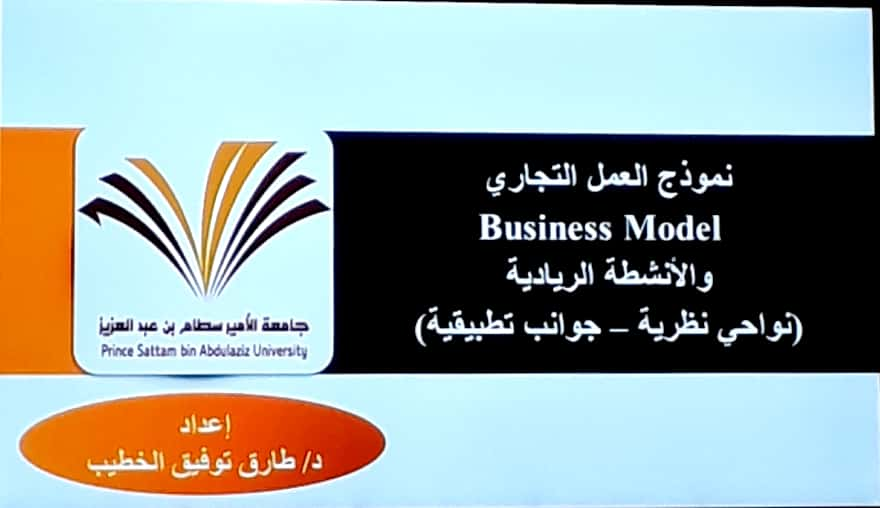 نموذج العمل التجاري
Business Model
والأنشطة الريادية
(نواحي نظرية – جوانب تطبيقية)
جامعة الأمير سطام بن عبد العزيز
Prince Sattam bin Abdulaziz University
إعداد
د/ طارق توفيق الخطيب